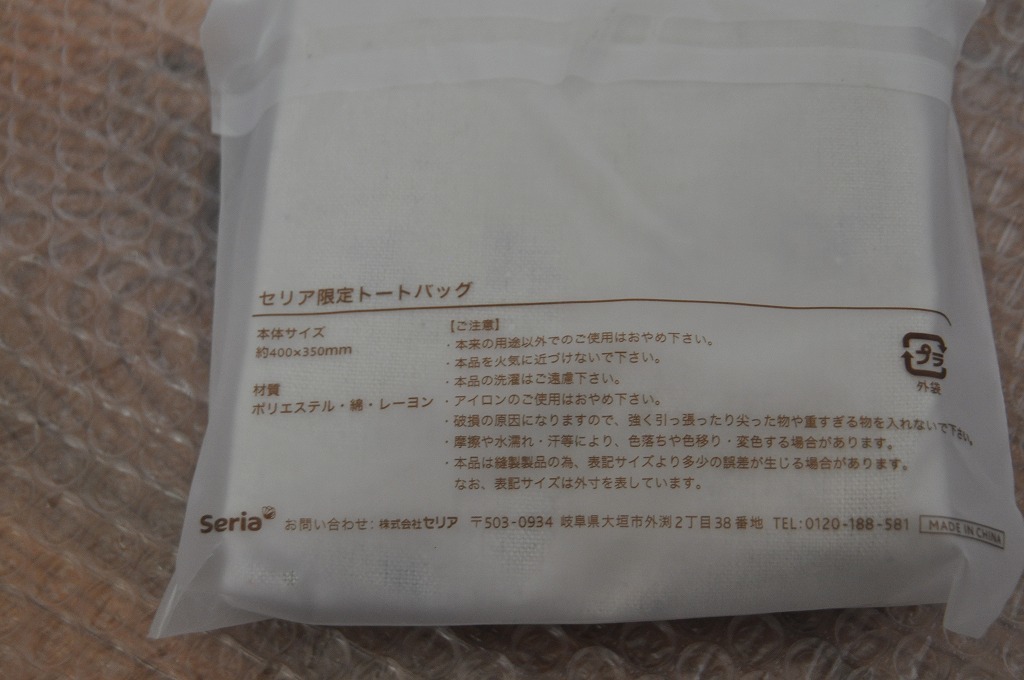 セリア限定トートバッグ
本体サイズ
約400×350mm
材質
ポリエステル・綿・レーヨン
【ご注意】
・本来の用途以外でのご使用はおやめ下さい。
・本品を火気に近づけないで下さい。
・本品の洗濯はご遠慮下さい。
・アイロンのご使用はおやめ下さい。
・破損の原因になりますので、強く引っ張ったり尖った物や重すぎる物を入れないで下さい。
・摩擦や水濡れ・汗等により、色落ちや色移り・変色する場合があります。
・本品は縫製製品の為、表記サイズより多少の誤差が生じる場合があります。
なお、表記サイズは外寸を表しています。
プラ
外袋
Seria お問い合わせ: 株式会社セリア 〒503-0934 岐阜県大垣市外渕2丁目38番地 TEL:0120-188-581 MADE IN CHINA